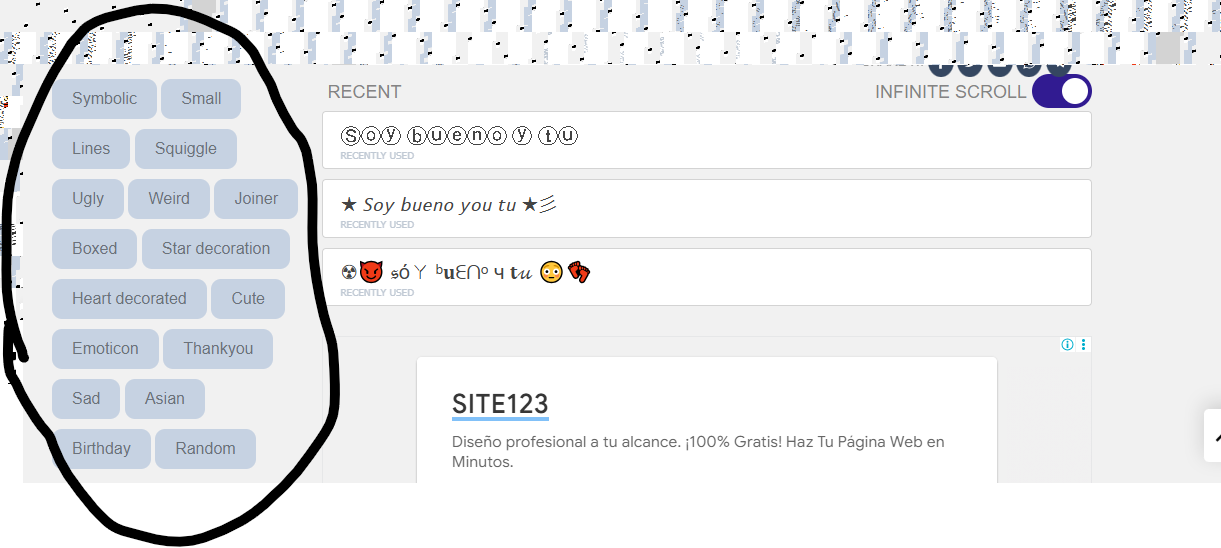 Symbolic Small
Lines Squiggle
Ugly Weird Joiner
Boxed Star decoration
Heart decorated Cute
Emoticon Thankyou
Sad Asian
Birthday Random
RECENT
INFINITE SCROLL
Ⓢⓞⓨ ⓑⓤⓔⓝⓞ ⓨ ⓣⓤ
RECENTLY USED
★ 𝘚𝘰𝘺 𝘣𝘶𝘦𝘯𝘰 𝘺𝘰𝘶 𝘵𝘶 ★彡
RECENTLY USED
☢😈 𝓈óㄚ ᵇ𝐮ᗴᑎᵒ ч 𝐭𝓊 😳👣
RECENTLY USED
SITE123
Diseño profesional a tu alcance. ¡100% Gratis! Haz Tu Página Web en
Minutos.